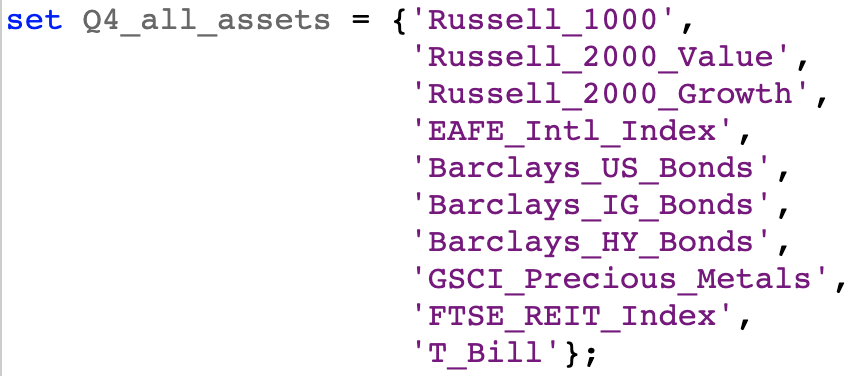 set Q4_all_assets = {'Russell_1000',
'Russell_2000_Value',
'Russell_2000_Growth',
'EAFE_Intl_Index',
'Barclays_US_Bonds',
'Barclays_IG_Bonds',
'Barclays_HY_Bonds',
'GSCI_Precious_Metals',
'FTSE_REIT_Index',
'T_Bill'};